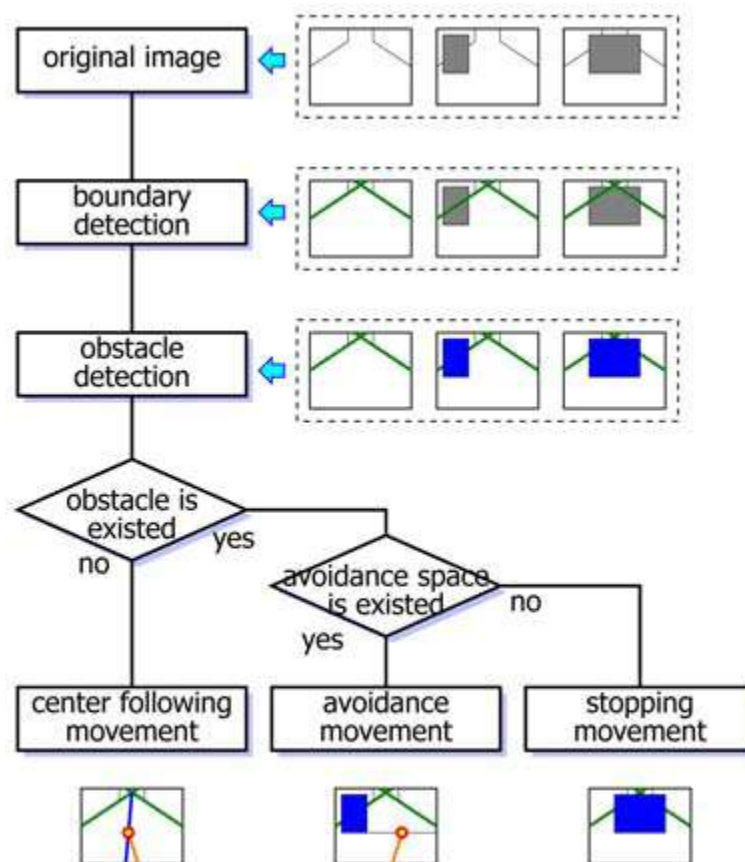 original image
boundary
detection
obstacle
detection
obstacle is
existed
no
yes
avoidance space
is existed
yes
no
center following
movement
avoidance
movement
stopping
movement